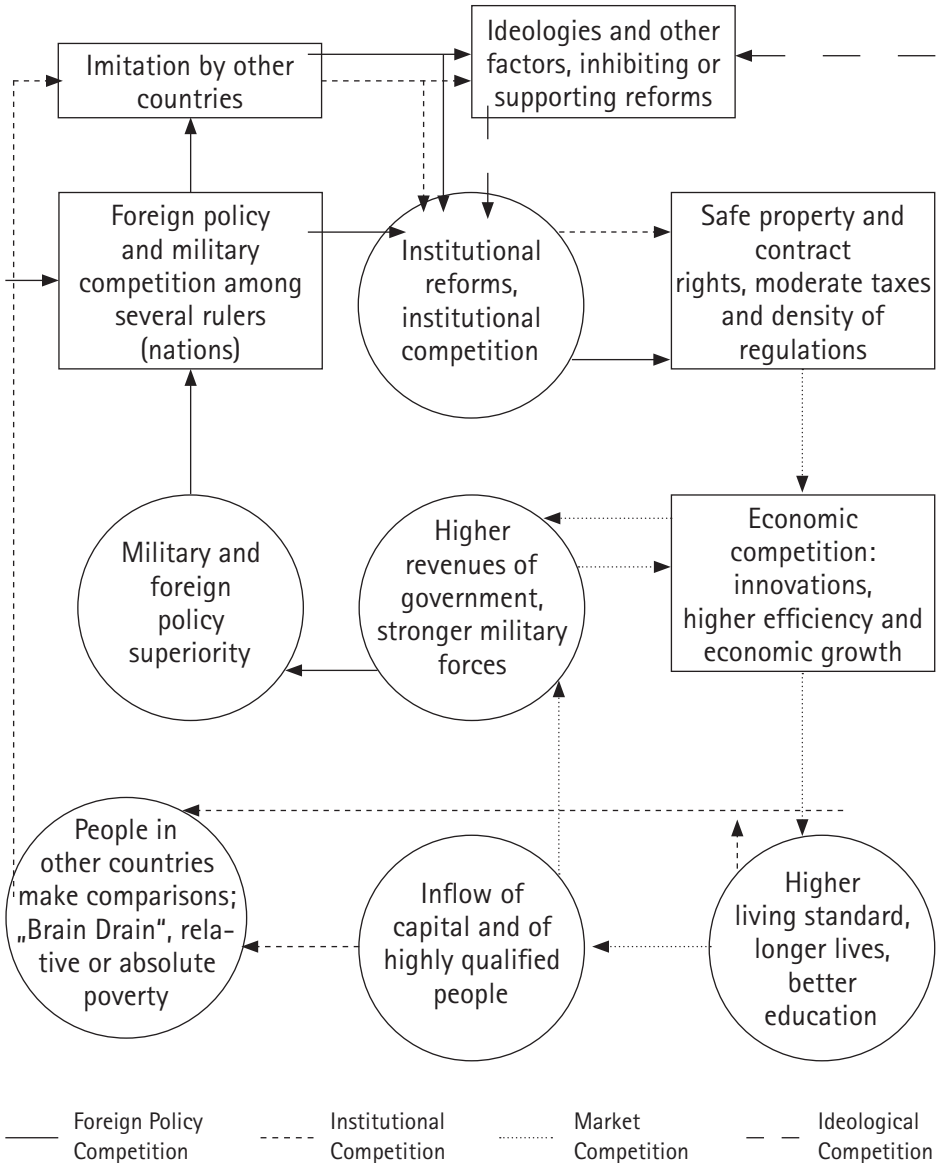 Imitation by other
countries
Ideologies and other
factors, inhibiting or
supporting reforms
Foreign policy
and military
competition among
several rulers
(nations)
Institutional
reforms,
institutional
competition
Safe property and
contract
rights, moderate taxes
and density of
regulations
Military and
foreign
policy
superiority
Higher
revenues of
government,
stronger military
forces
Economic
competition:
innovations,
higher efficiency and
economic growth
People in
other countries
make comparisons;
„Brain Drain“, rela-
tive or absolute
poverty
Inflow of
capital and of
highly qualified
people
Higher
living standard,
longer lives,
better
education
Foreign Policy
Competition
Institutional
Competition
Market
Competition
Ideological
Competition